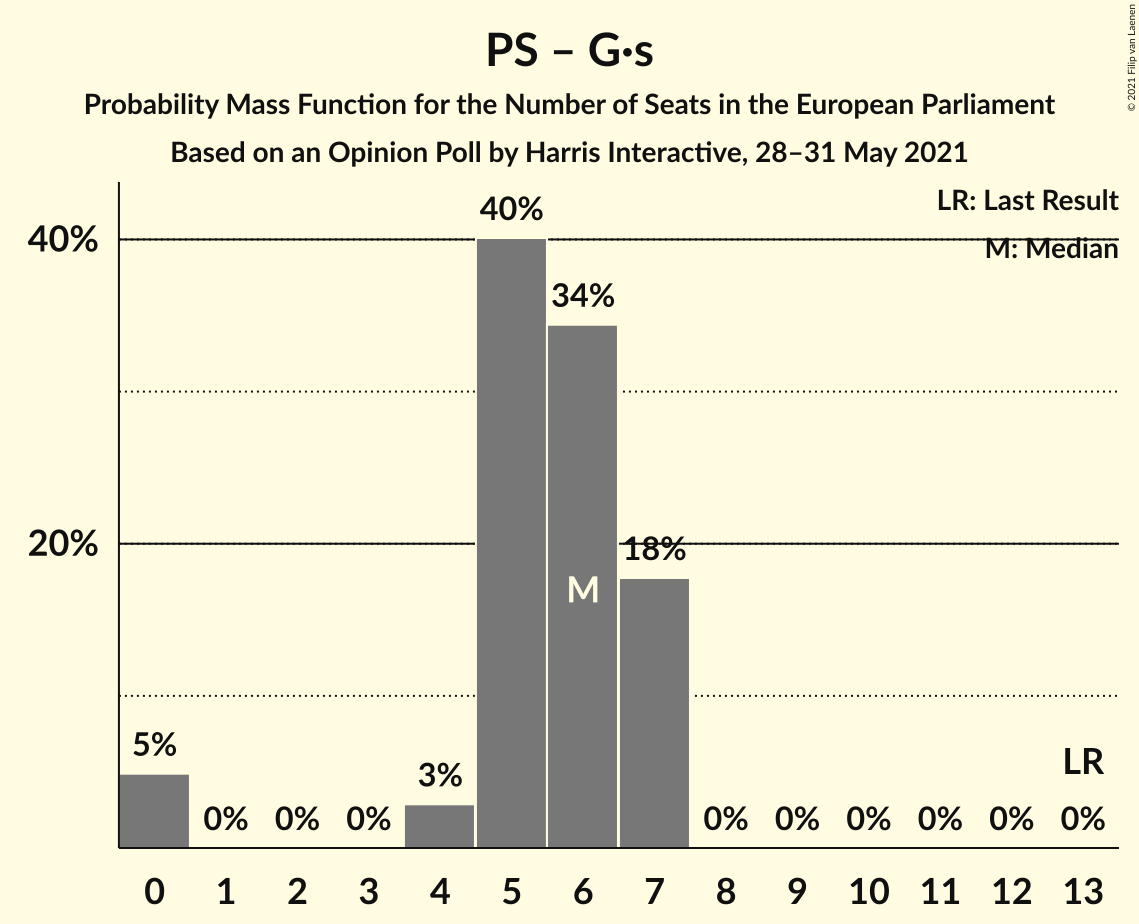 PS – G·s
Probability Mass Function for the Number of Seats in the European Parliament
Based on an Opinion Poll by Harris Interactive, 28–31 May 2021
© 2021 Filip van Laenen
LR: Last Result
M: Median
40%
20%
5%
0%
0%
0%
3%
40%
34%
M
18%
0%
0%
0%
0%
0%
LR
0%
0 1 2 3 4 5 6 7 8 9 10 11 12 13